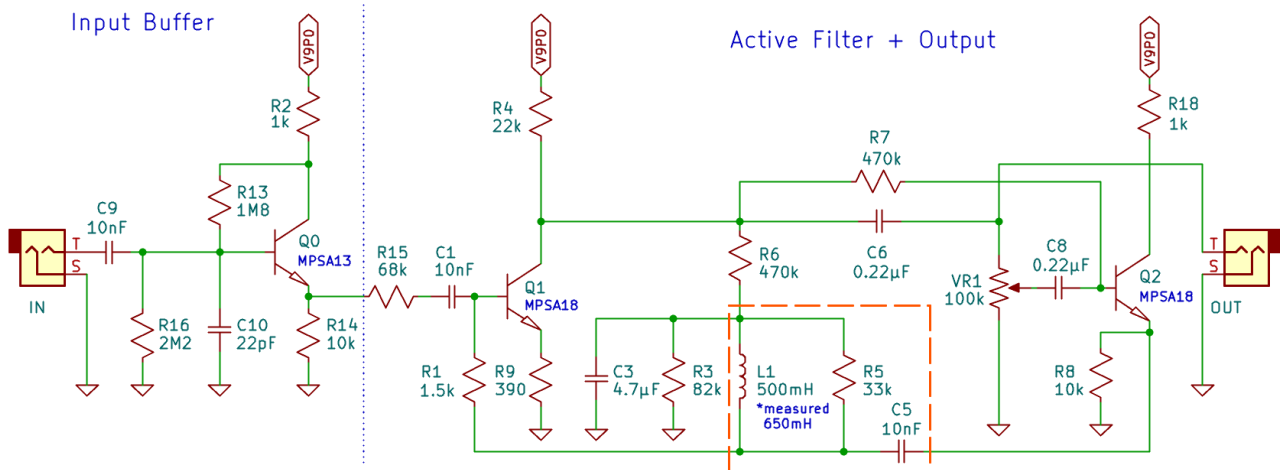 Input Buffer
Active Filter + Output
V9P0
V9P0
V9P0
R2
1k
R4
22k
R18
1k
R7
470k
R13
1M8
C9
10nF
T
S
IN
Q0
MPSA13
R15
68k
C1
10nF
Q1
MPSA18
R6
470k
C6
0.22µF
C8
0.22µF
VR1
100k
Q2
MPSA18
T
S
OUT
R16
2M2
C10
22pF
R14
10k
R1
1.5k
R9
390
C3
4.7µF
R3
82k
L1
500mH
*measured
650mH
R5
33k
C5
10nF
R8
10k